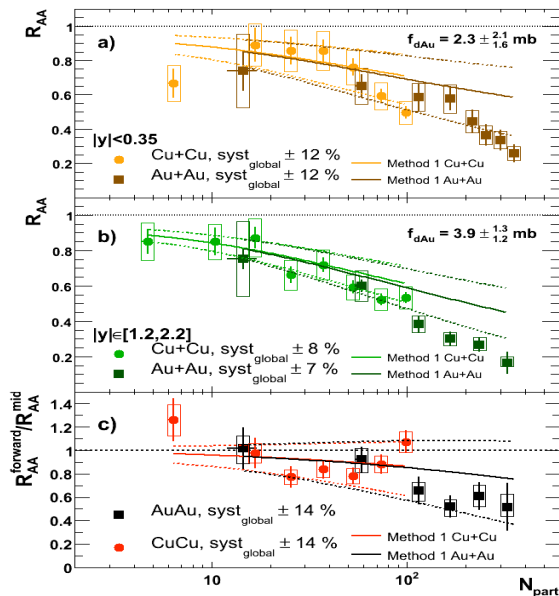 R_AA
1
0.8
0.6
0.4
0.2
a)
f_dAu = 2.3 ± ^2.1_1.6 mb
|y|<0.35
Cu+Cu, syst_global ± 12 %
Au+Au, syst_global ± 12 %
Method 1 Cu+Cu
Method 1 Au+Au
R_AA
1
0.8
0.6
0.4
0.2
b)
f_dAu = 3.9 ± ^1.3_1.2 mb
|y|∈[1.2,2.2]
Cu+Cu, syst_global ± 8 %
Au+Au, syst_global ± 7 %
Method 1 Cu+Cu
Method 1 Au+Au
R_AA^forward/R_AA^mid
1.4
1.2
1
0.8
0.6
0.4
0.2
0
c)
AuAu, syst_global ± 14 %
CuCu, syst_global ± 14 %
Method 1 Cu+Cu
Method 1 Au+Au
10
10^2
N_part